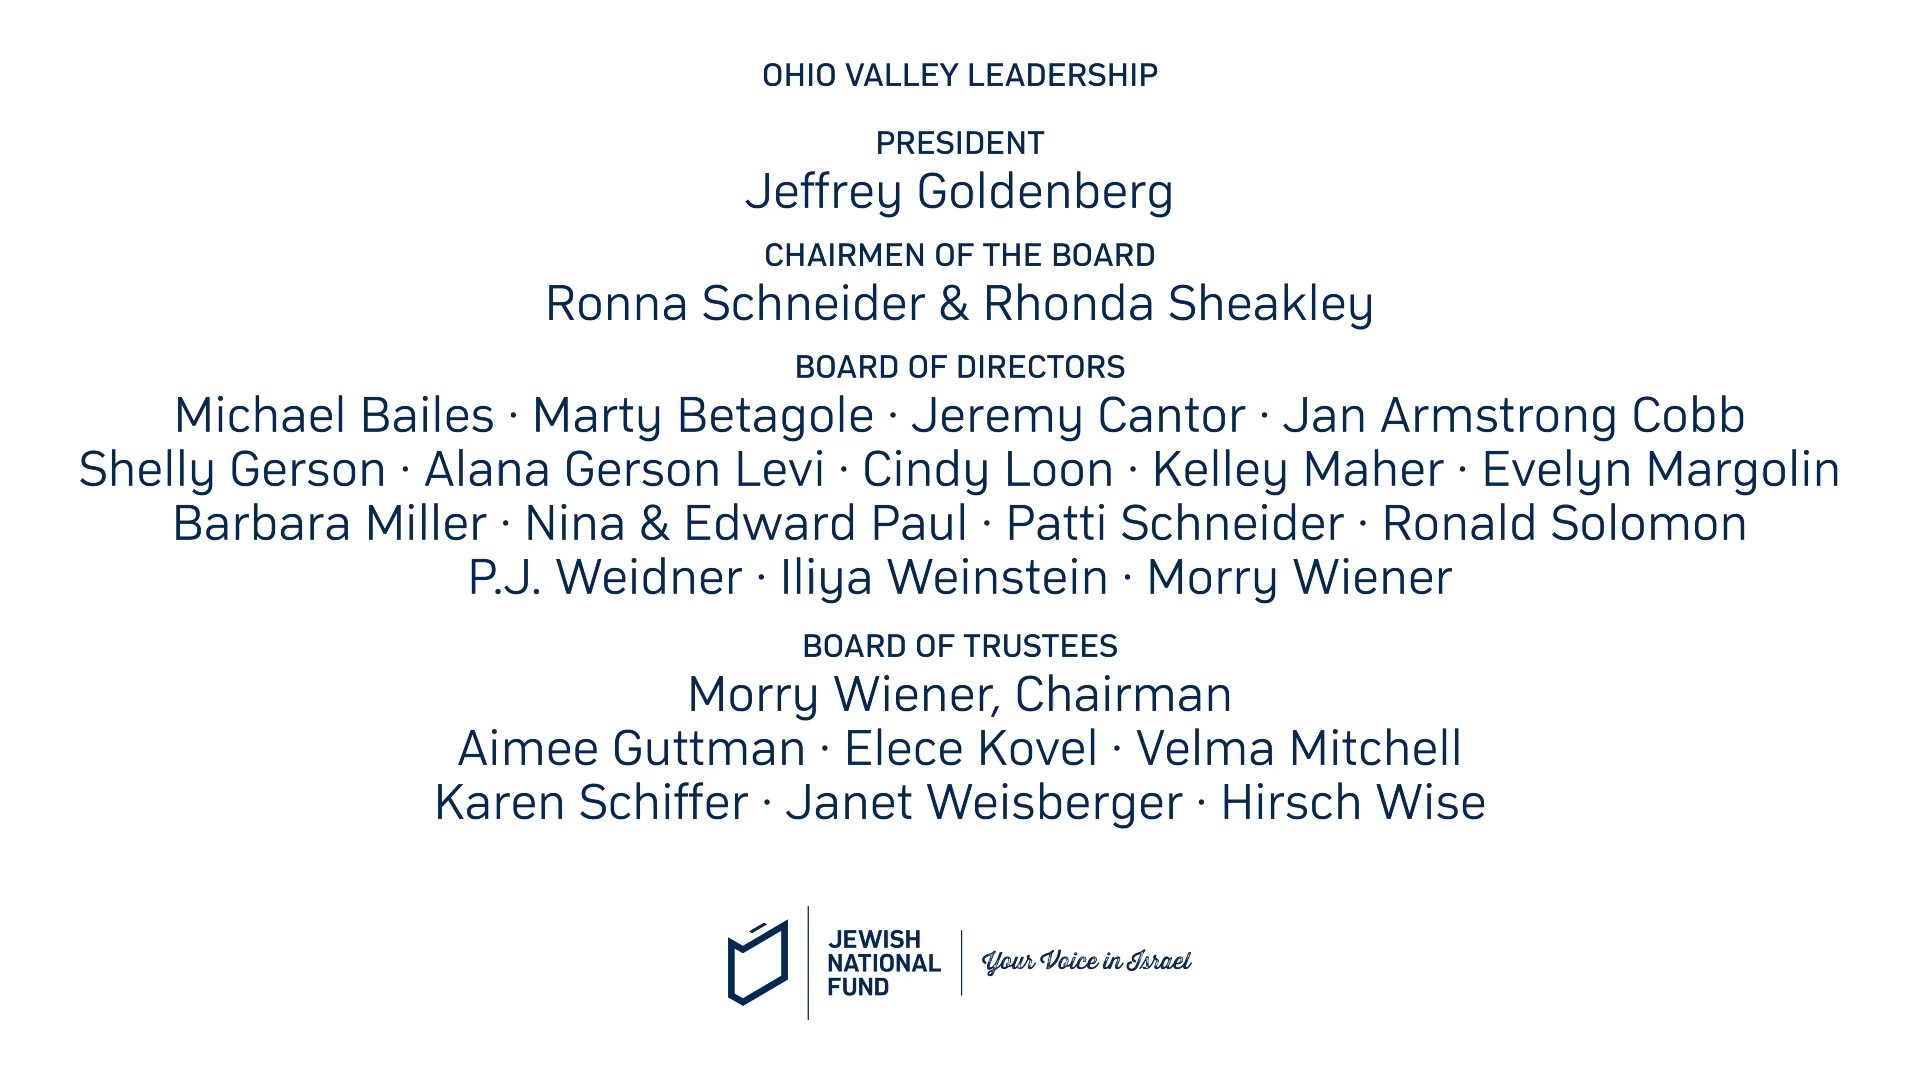 OHIO VALLEY LEADERSHIP
PRESIDENT
Jeffrey Goldenberg
CHAIRMEN OF THE BOARD
Ronna Schneider & Rhonda Sheakley
BOARD OF DIRECTORS
Michael Bailes · Marty Betagole · Jeremy Cantor · Jan Armstrong Cobb
Shelly Gerson · Alana Gerson Levi · Cindy Loon · Kelley Maher · Evelyn Margolin
Barbara Miller · Nina & Edward Paul · Patti Schneider · Ronald Solomon
P.J. Weidner · Iliya Weinstein · Morry Wiener
BOARD OF TRUSTEES
Morry Wiener, Chairman
Aimee Guttman · Elece Kovel · Velma Mitchell
Karen Schiffer · Janet Weisberger · Hirsch Wise
JEWISH
NATIONAL
FUND
Your Voice in Israel